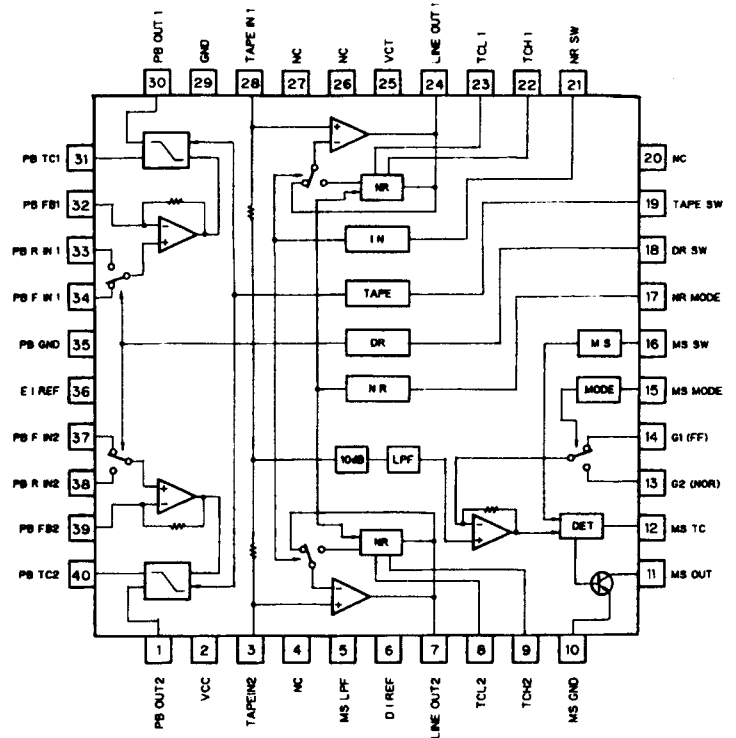 PB OUT 1
GND
TAPE IN 1
NC
NC
VCT
LINE OUT 1
TCL 1
TCH 1
NR SW
30
29
28
27
26
25
24
23
22
21
PB TC1
31
PB FB1
32
PB R IN 1
33
PB F IN 1
34
PB GND
35
E I REF
36
PB F IN2
37
PB R IN2
38
PB FB2
39
PB TC2
40
20
NC
19
TAPE SW
18
DR SW
17
NR MODE
16
MS SW
15
MS MODE
14
G1 (FF)
13
G2 (NOR)
12
MS TC
11
MS OUT
+
-
NR
IN
TAPE
DR
NR
MS
MODE
-
+
+
-
10dB
LPF
NR
-
+
-
+
DET
-
+
1
2
3
4
5
6
7
8
9
10
PB OUT2
VCC
TAPEIN2
NC
MS LPF
D I REF
LINE OUT2
TCL2
TCH2
MS GND